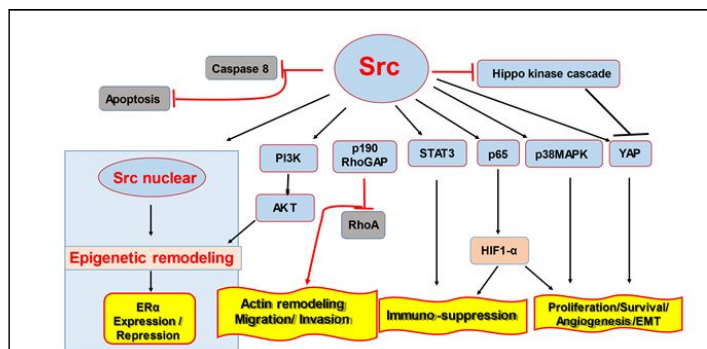 Src
Caspase 8
Hippo kinase cascade
Apoptosis
PI3K
p190
RhoGAP
STAT3
p65
p38MAPK
YAP
Src nuclear
AKT
RhoA
Epigenetic remodeling
HIF1-α
ERα
Expression /
Repression
Actin remodeling
Migration/ Invasion
Immuno-suppression
Proliferation/Survival/
Angiogenesis/EMT